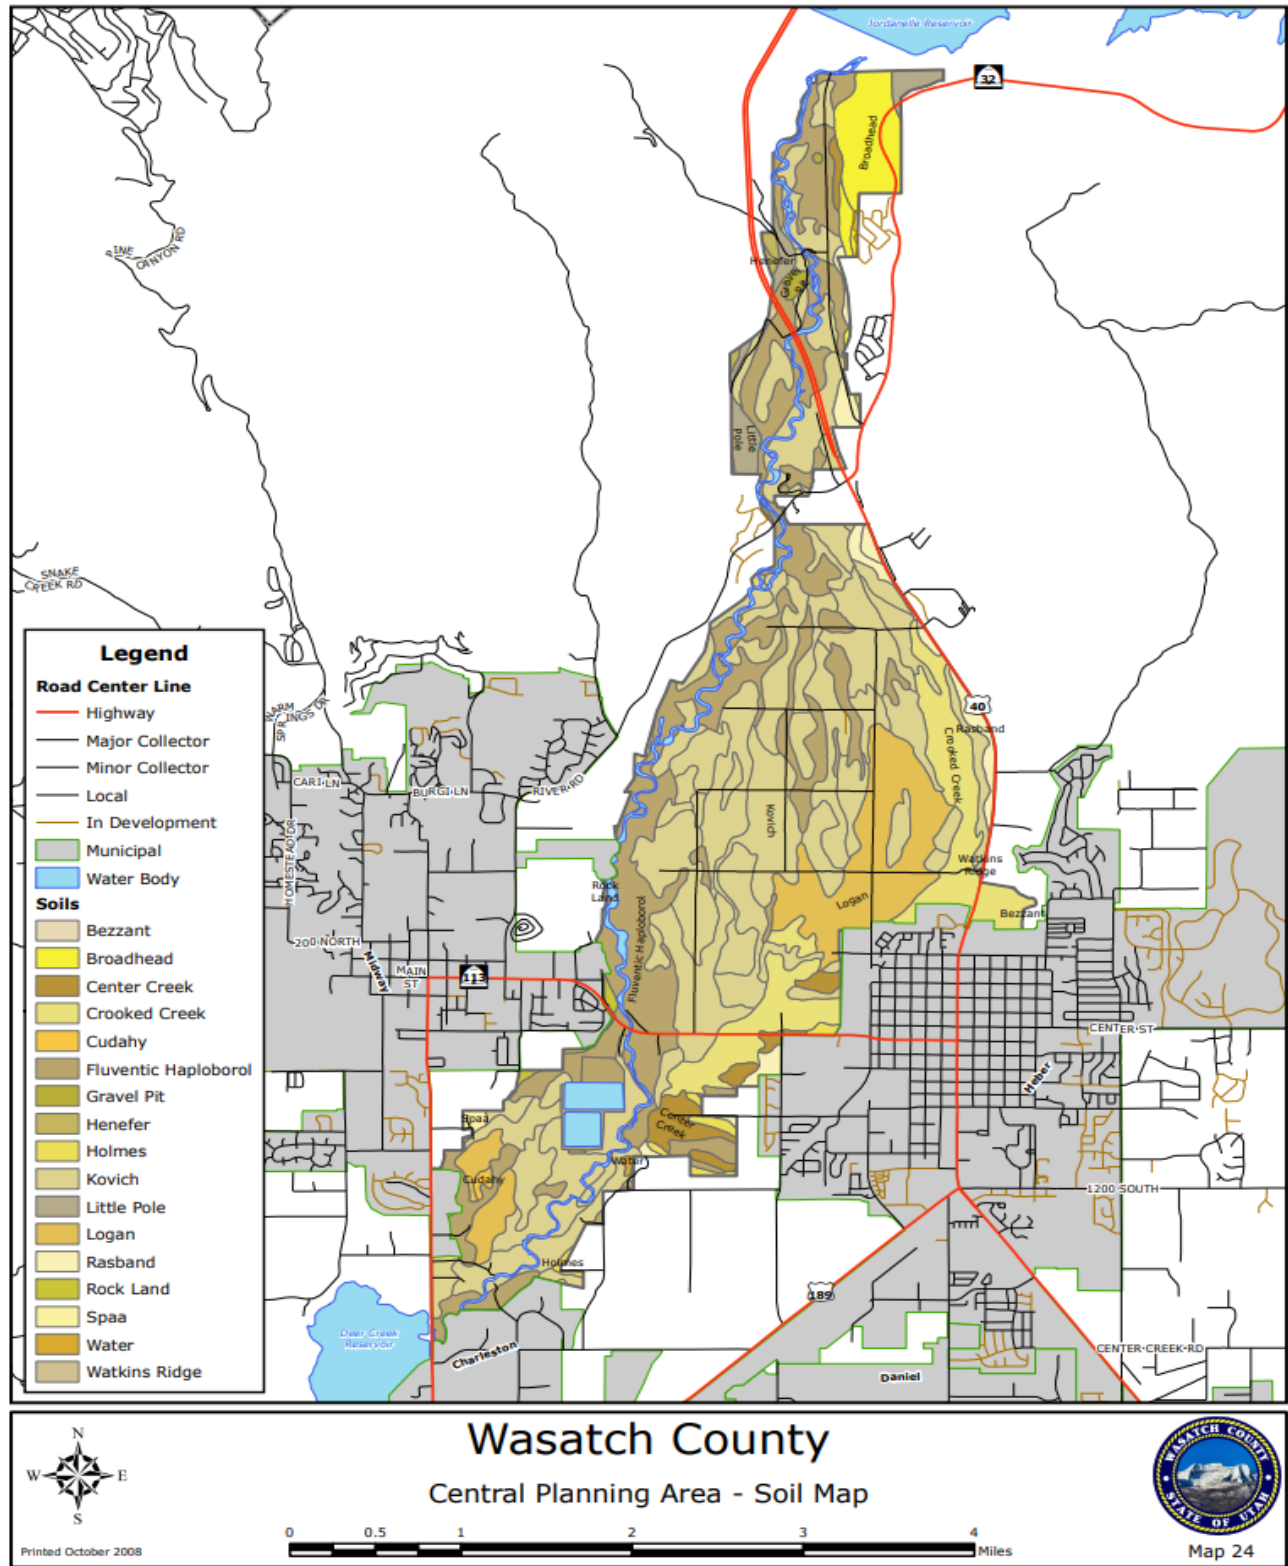 Jordanelle Reservoir
32
Broadhead
PINE
CANYON RD
Henefer
Gravel
Pit
Little
Pole
SNAKE
CREEK RD
Legend
Road Center Line
Highway
Major Collector
Minor Collector
Local
In Development
Municipal
Water Body
Soils
Bezzant
Broadhead
Center Creek
Crooked Creek
Cudahy
Fluventic Haploborol
Gravel Pit
Henefer
Holmes
Kovich
Little Pole
Logan
Rasband
Rock Land
Spaa
Water
Watkins Ridge
WARM
SPRINGS DR
40
Rasband
Crooked Creek
CARI LN
BURGI LN
RIVER RD
HOMESTEAD DR
Kovich
Watkins
Ridge
Rock
Land
Logan
Bezzant
Fluventic Haploborol
200 NORTH
Midway
MAIN
ST
113
CENTER ST
Heber
Spaa
Center
Creek
Water
Cudahy
1200 SOUTH
Holmes
189
Deer Creek
Reservoir
Charleston
CENTER CREEK RD
Daniel
N
W
E
S
Printed October 2008
Wasatch County
Central Planning Area - Soil Map
0
0.5
1
2
3
4
Miles
WASATCH COUNTY
STATE OF UTAH
Map 24